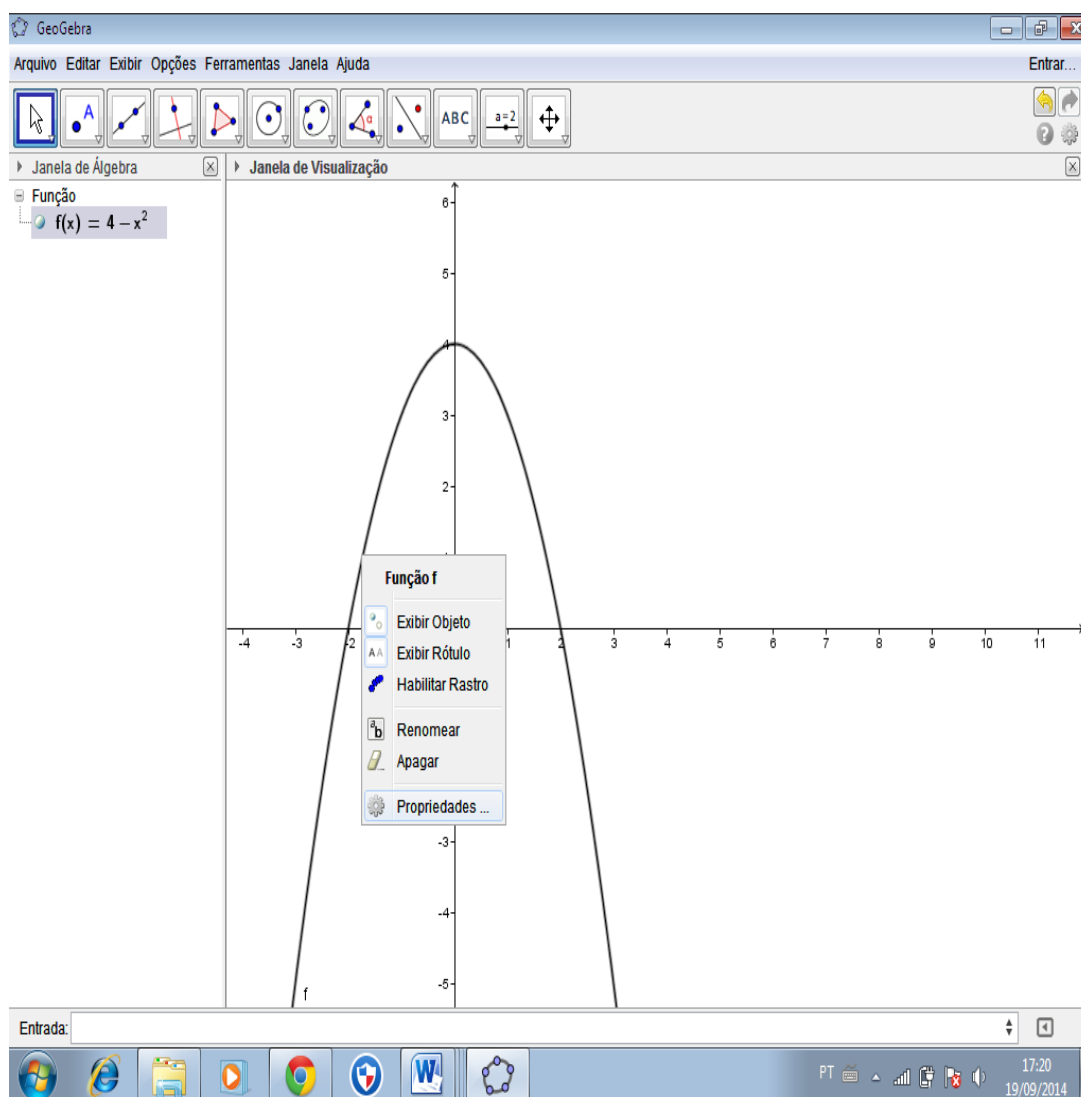 GeoGebra
Arquivo Editar Exibir Opções Ferramentas Janela Ajuda Entrar...
A α ABC a=2
Janela de Álgebra
Janela de Visualização
Função
f(x) = 4 – x²
6
5
4
3
2
Função f
Exibir Objeto
-4 -3 -2 1 2 3 4 5 6 7 8 9 10 11
AA Exibir Rótulo
Habilitar Rastro
ab Renomear
Apagar
Propriedades ...
-3
-4
-5
f
Entrada:
W
PT
17:20
19/09/2014